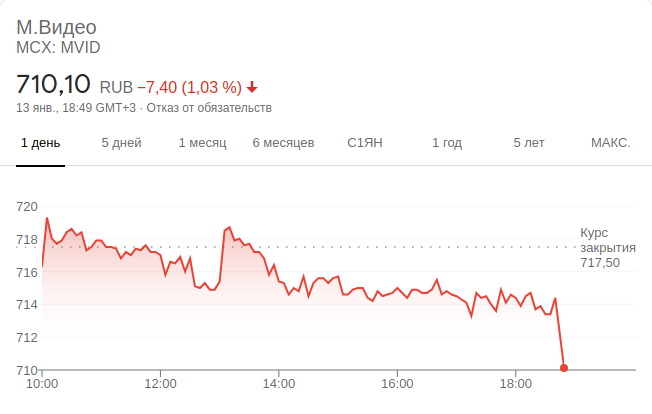 М.Видео
MCX: MVID
710,10 RUB −7,40 (1,03 %)
13 янв., 18:49 GMT+3 · Отказ от обязательств
1 день 5 дней 1 месяц 6 месяцев С1ЯН 1 год 5 лет МАКС.
720
718
716
714
712
710
Курс
закрытия
717,50
10:00 12:00 14:00 16:00 18:00